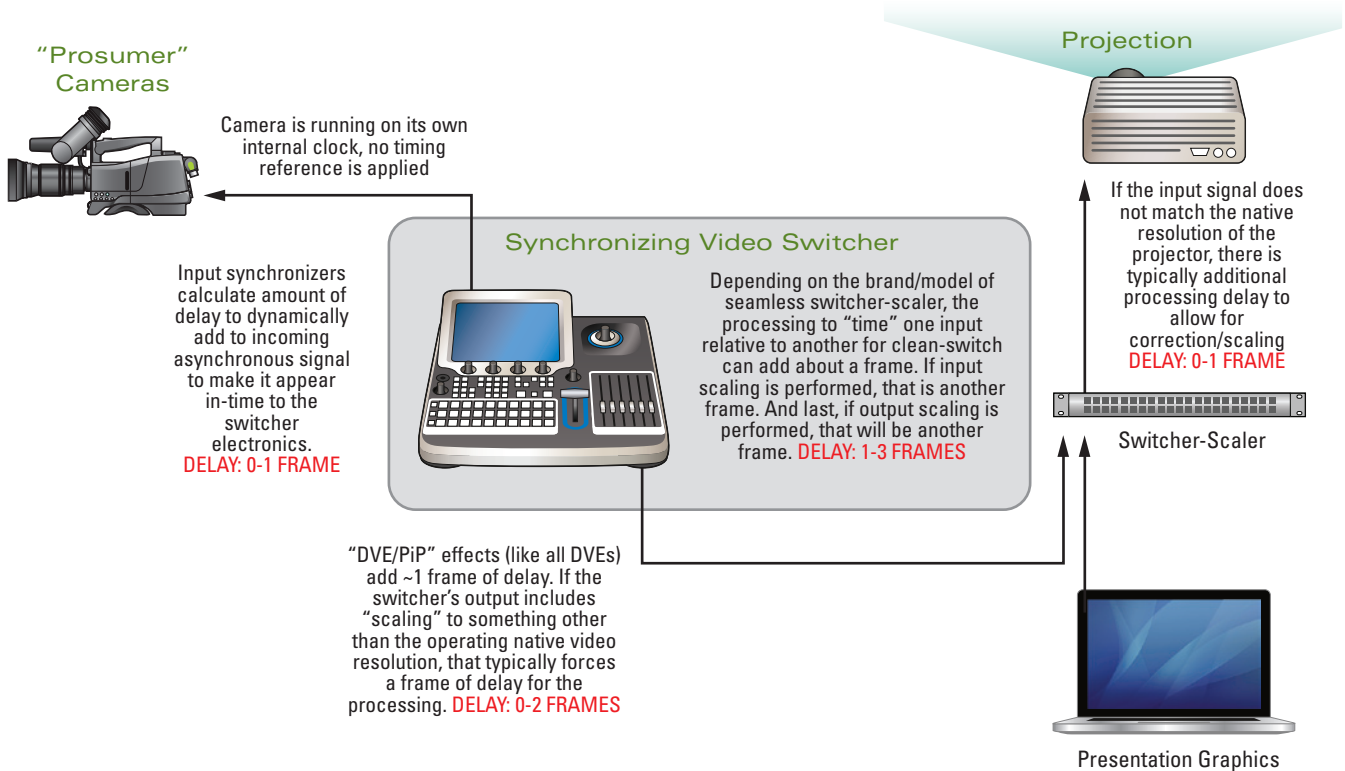 “Prosumer”
Cameras
Camera is running on its own
internal clock, no timing
reference is applied
Projection
If the input signal does
not match the native
resolution of the
projector, there is
typically additional
processing delay to
allow for
correction/scaling
DELAY: 0-1 FRAME
Synchronizing Video Switcher
Input synchronizers
calculate amount of
delay to dynamically
add to incoming
asynchronous signal
to make it appear
in-time to the
switcher
electronics.
DELAY: 0-1 FRAME
Depending on the brand/model of
seamless switcher-scaler, the
processing to “time” one input
relative to another for clean-switch
can add about a frame. If input
scaling is performed, that is another
frame. And last, if output scaling is
performed, that will be another
frame. DELAY: 1-3 FRAMES
Switcher-Scaler
“DVE/PiP” effects (like all DVEs)
add ~1 frame of delay. If the
switcher’s output includes
“scaling” to something other
than the operating native video
resolution, that typically forces
a frame of delay for the
processing. DELAY: 0-2 FRAMES
Presentation Graphics